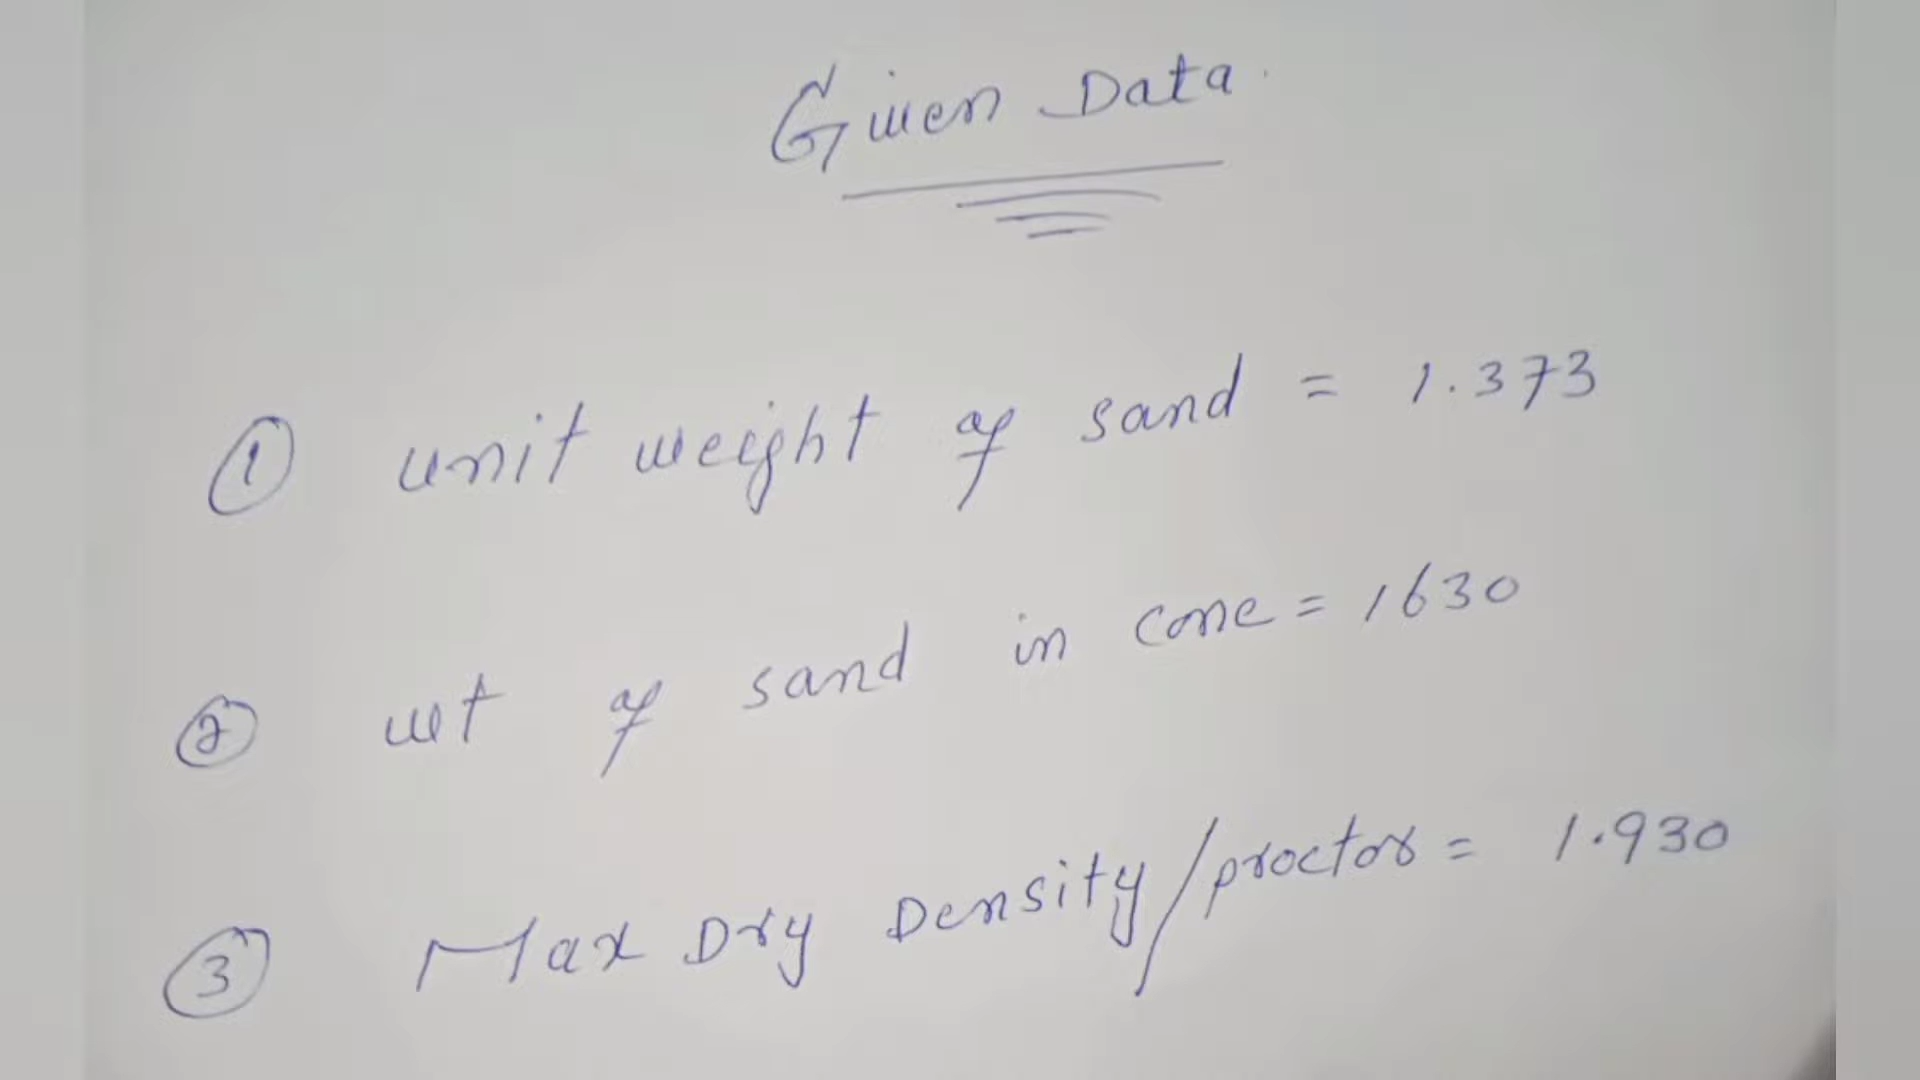 Given Data.
① unit weight of sand = 1.373
② wt of sand in cone = 1630
③ Max Dry Density/proctor = 1.930